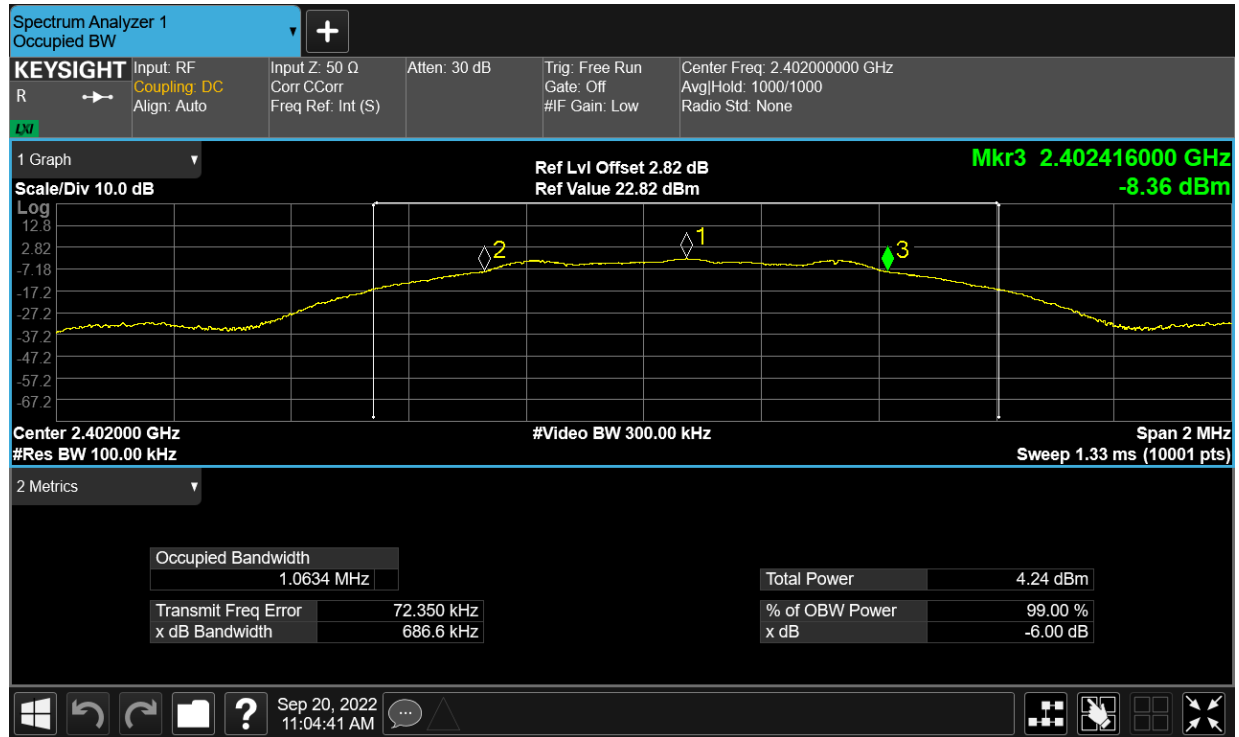 Spectrum Analyzer 1
Occupied BW
KEYSIGHT
R
LXI
Input: RF
Coupling: DC
Align: Auto
Input Z: 50 Ω
Corr CCorr
Freq Ref: Int (S)
Atten: 30 dB
Trig: Free Run
Gate: Off
#IF Gain: Low
Center Freq: 2.402000000 GHz
Avg|Hold: 1000/1000
Radio Std: None
1 Graph
Scale/Div 10.0 dB
Ref Lvl Offset 2.82 dB
Ref Value 22.82 dBm
Mkr3 2.402416000 GHz
-8.36 dBm
Log
12.8
2.82
-7.18
-17.2
-27.2
-37.2
-47.2
-57.2
-67.2
2
1
3
Center 2.402000 GHz
#Video BW 300.00 kHz
Span 2 MHz
#Res BW 100.00 kHz
Sweep 1.33 ms (10001 pts)
2 Metrics
Occupied Bandwidth
1.0634 MHz
Total Power 4.24 dBm
Transmit Freq Error 72.350 kHz
% of OBW Power 99.00 %
x dB Bandwidth 686.6 kHz
x dB -6.00 dB
?
Sep 20, 2022
11:04:41 AM